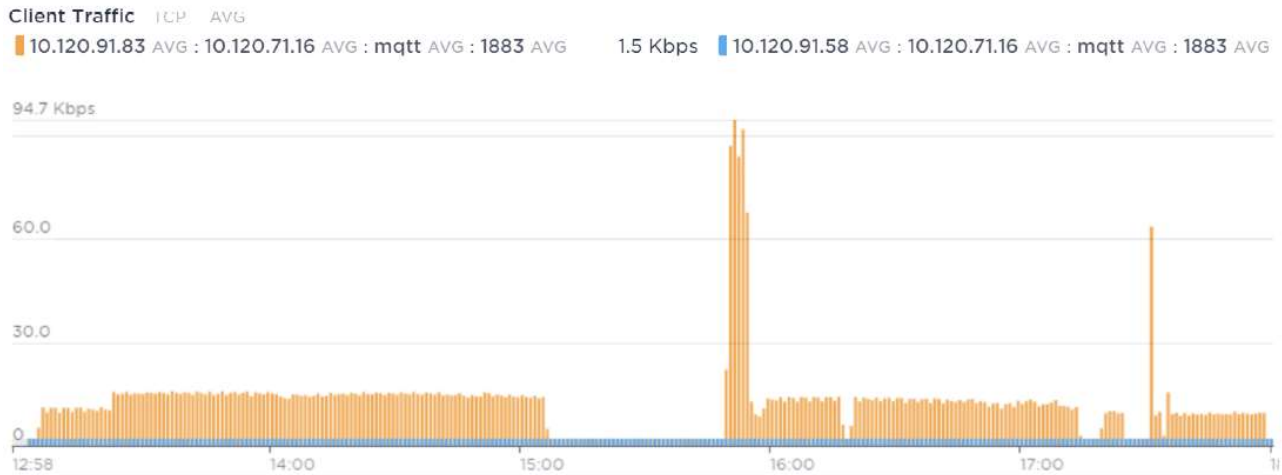 Client Traffic TCP AVG
10.120.91.83 AVG : 10.120.71.16 AVG : mqtt AVG : 1883 AVG 1.5 Kbps 10.120.91.58 AVG : 10.120.71.16 AVG : mqtt AVG : 1883 AVG
94.7 Kbps
60.0
30.0
0
12:58 14:00 15:00 16:00 17:00